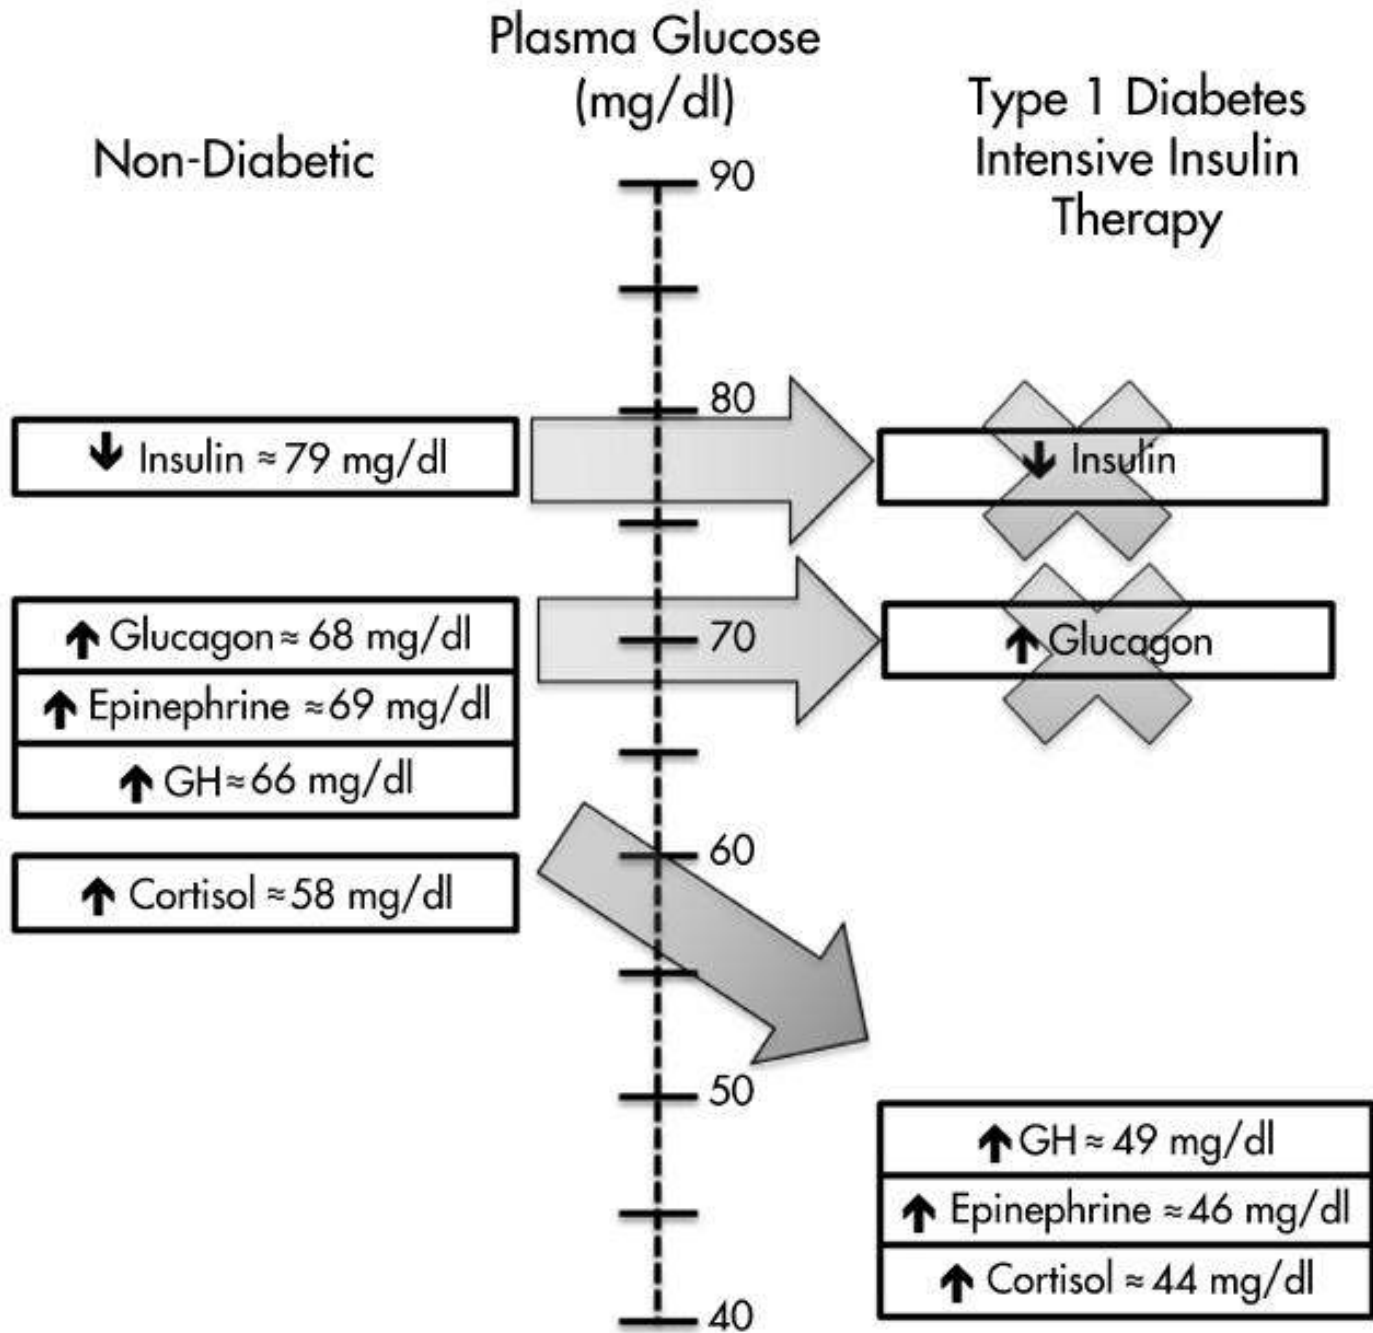 Plasma Glucose
(mg/dl)
Non-Diabetic
Type 1 Diabetes
Intensive Insulin
Therapy
90
80
↓ Insulin ≈ 79 mg/dl
↓ Insulin
70
↑ Glucagon ≈ 68 mg/dl
↑ Epinephrine ≈ 69 mg/dl
↑ GH ≈ 66 mg/dl
↑ Glucagon
60
↑ Cortisol ≈ 58 mg/dl
50
↑ GH ≈ 49 mg/dl
↑ Epinephrine ≈ 46 mg/dl
↑ Cortisol ≈ 44 mg/dl
40